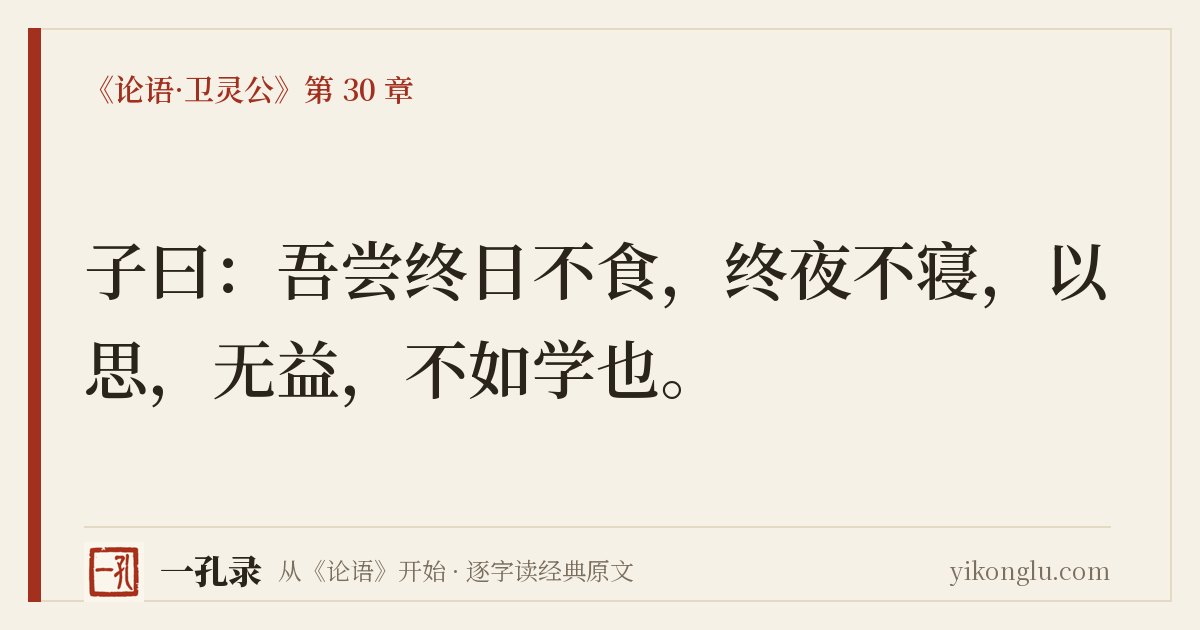 《论语·卫灵公》第 30 章
子曰：吾尝终日不食，终夜不寝，以
思，无益，不如学也。
一孔
一孔录 从《论语》开始 · 逐字读经典原文 yikonglu.com